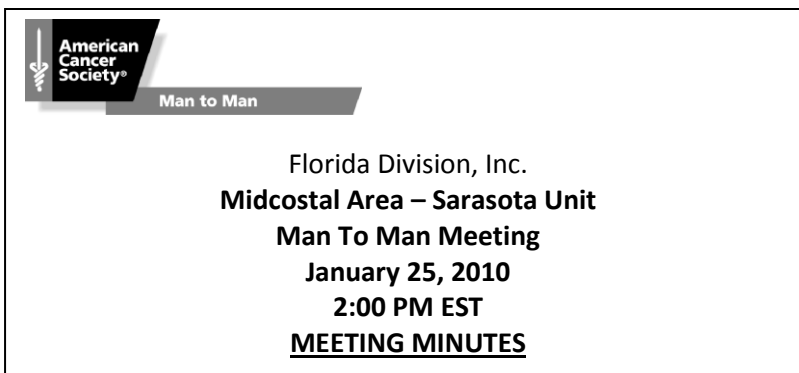 American
Cancer
Society®
Man to Man
Florida Division, Inc.
Midcostal Area – Sarasota Unit
Man To Man Meeting
January 25, 2010
2:00 PM EST
MEETING MINUTES